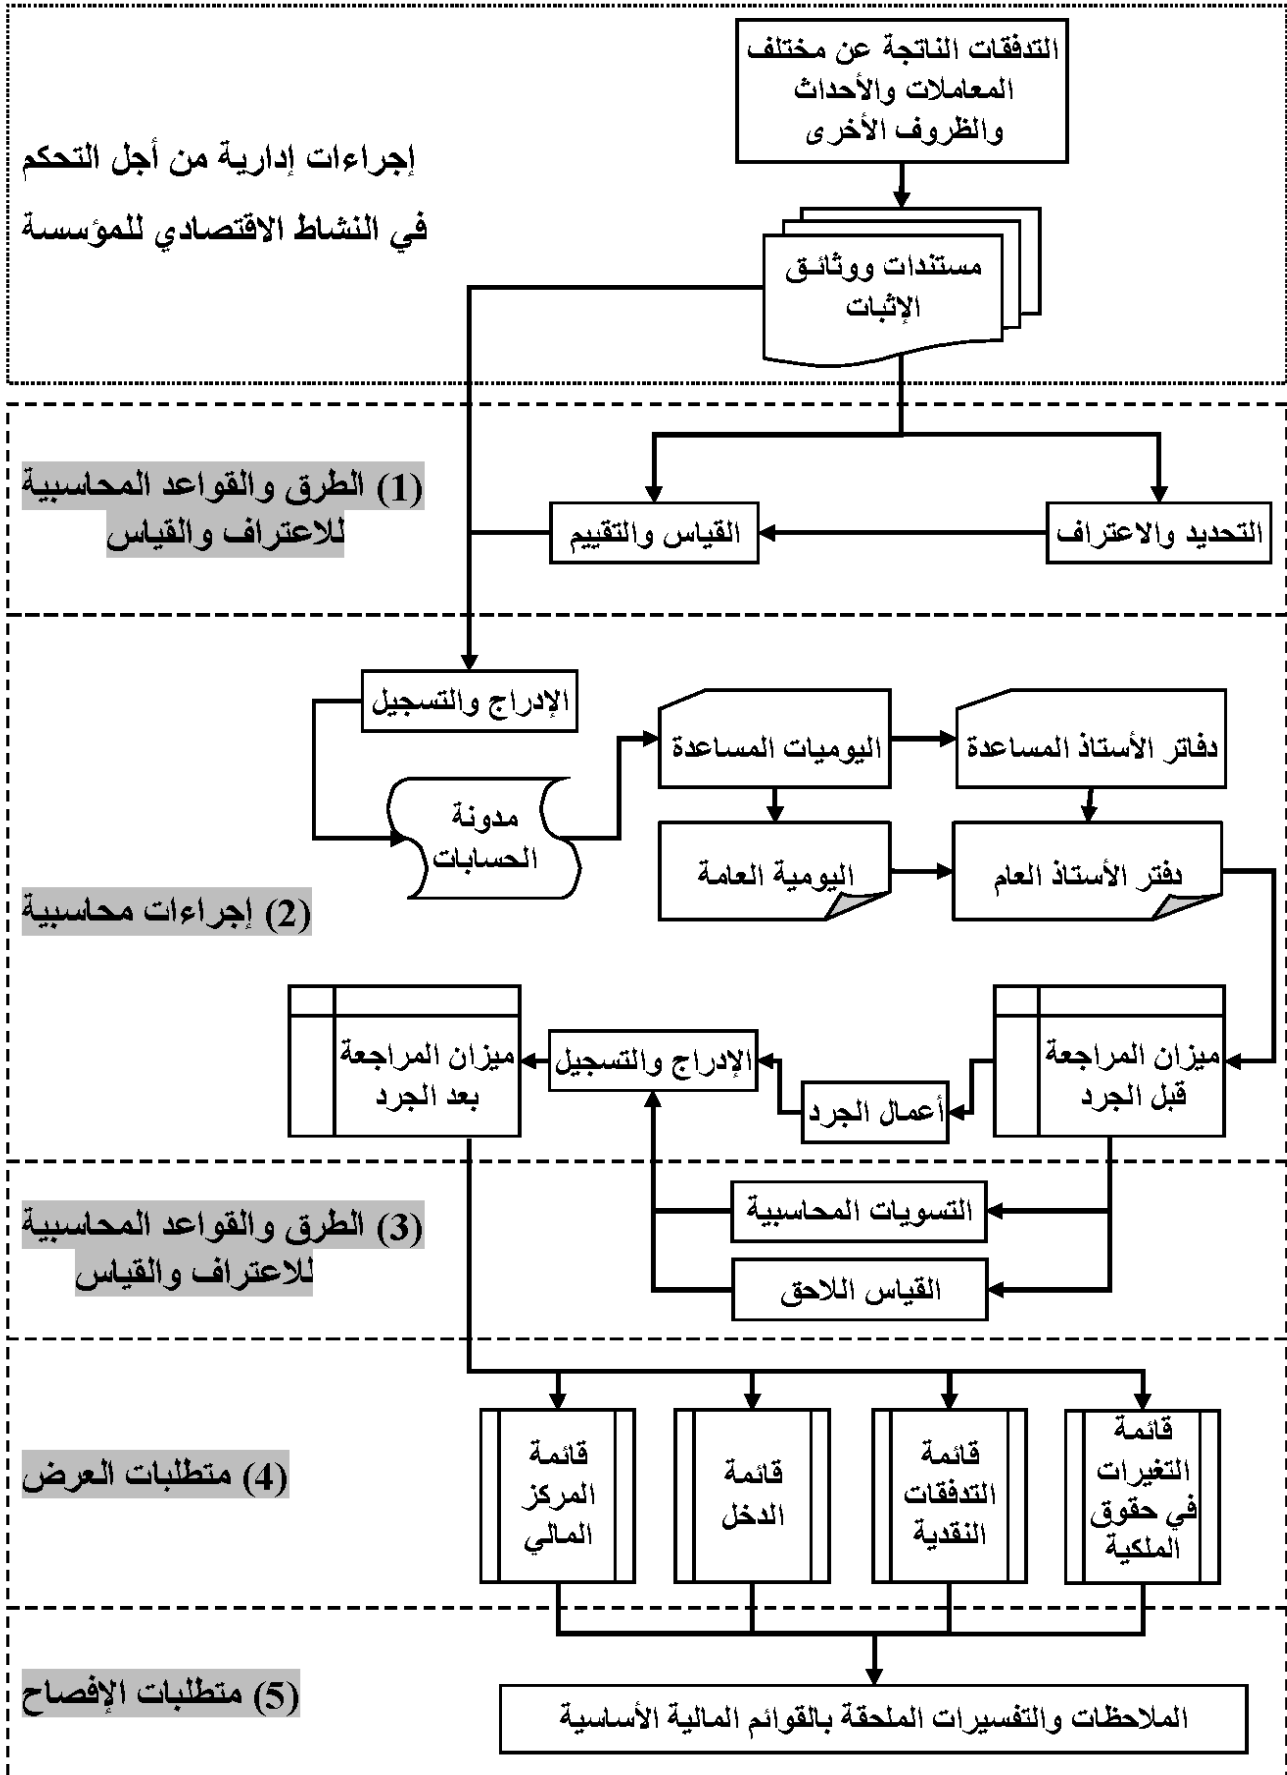 التدفقات الناتجة عن مختلف
المعاملات والأحداث
والظروف الأخرى
إجراءات إدارية من أجل التحكم
في النشاط الاقتصادي للمؤسسة
مستندات ووثائق
الإثبات
(1) الطرق والقواعد المحاسبية
للاعتراف والقياس
التحديد والاعتراف
القياس والتقييم
الإدراج والتسجيل
دفاتر الأستاذ المساعدة
اليوميات المساعدة
مدونة
الحسابات
دفتر الأستاذ العام
اليومية العامة
(2) إجراءات محاسبية
ميزان المراجعة
قبل الجرد
أعمال الجرد
الإدراج والتسجيل
ميزان المراجعة
بعد الجرد
(3) الطرق والقواعد المحاسبية
للاعتراف والقياس
التسويات المحاسبية
القياس اللاحق
قائمة
التغيرات
في حقوق
الملكية
قائمة
التدفقات
النقدية
قائمة
الدخل
قائمة
المركز
المالي
(4) متطلبات العرض
(5) متطلبات الإفصاح
الملاحظات والتفسيرات الملحقة بالقوائم المالية الأساسية